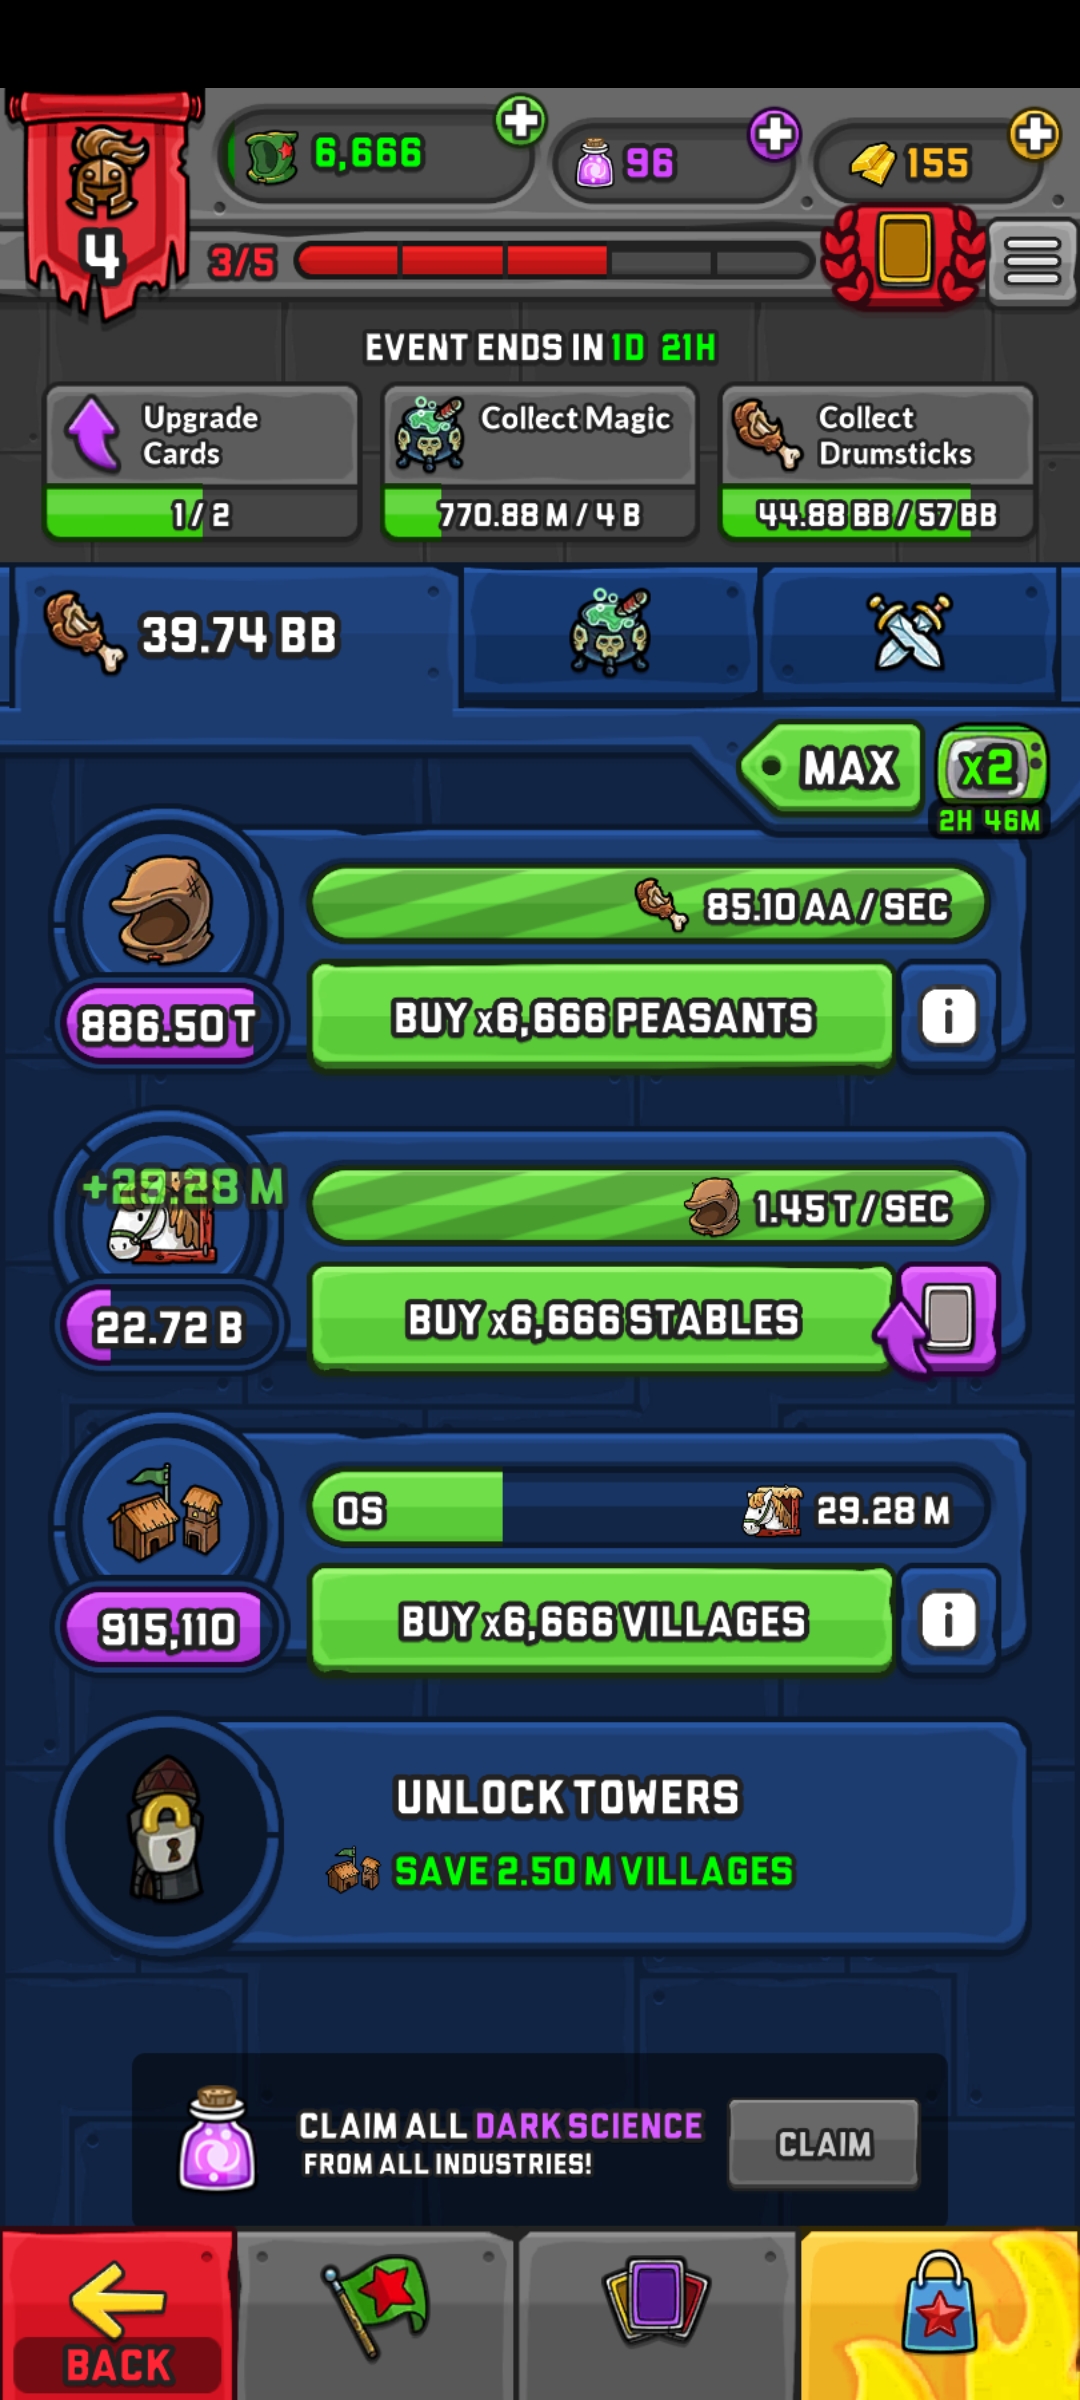 4
6,666
96
155
3/5
EVENT ENDS IN 1D 21H
Upgrade
Cards
1/2
Collect Magic
770.88 M / 4 B
Collect
Drumsticks
44.88 BB / 57 BB
39.74 BB
MAX
x2
2H 46M
85.10 AA / SEC
886.50 T
BUY x6,666 PEASANTS
i
+29.28 M
1.45 T / SEC
22.72 B
BUY x6,666 STABLES
0S
29.28 M
915,110
BUY x6,666 VILLAGES
i
UNLOCK TOWERS
SAVE 2.50 M VILLAGES
CLAIM ALL DARK SCIENCE
FROM ALL INDUSTRIES!
CLAIM
BACK